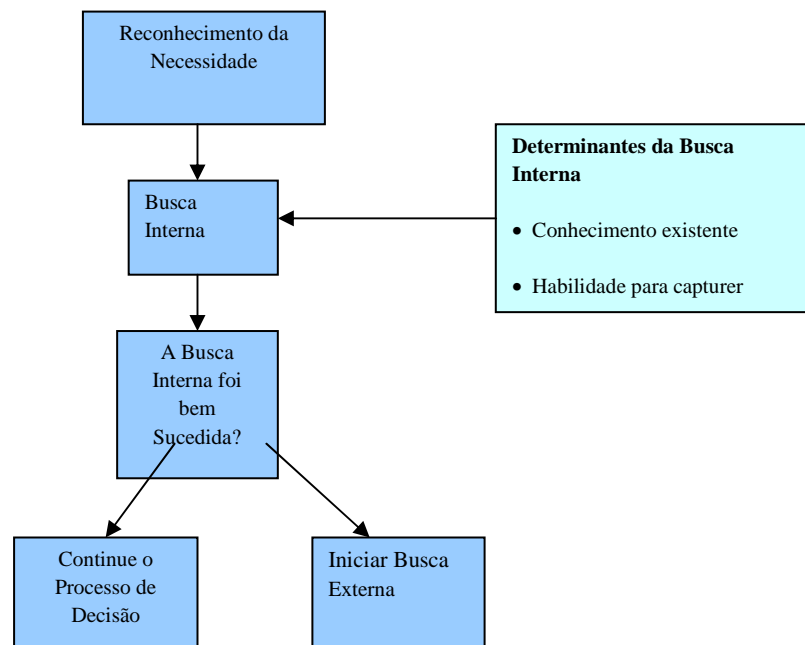 Reconhecimento da
Necessidade
Determinantes da Busca
Interna
• Conhecimento existente
• Habilidade para capturer
Busca
Interna
A Busca
Interna foi
bem
Sucedida?
Continue o
Processo de
Decisão
Iniciar Busca
Externa